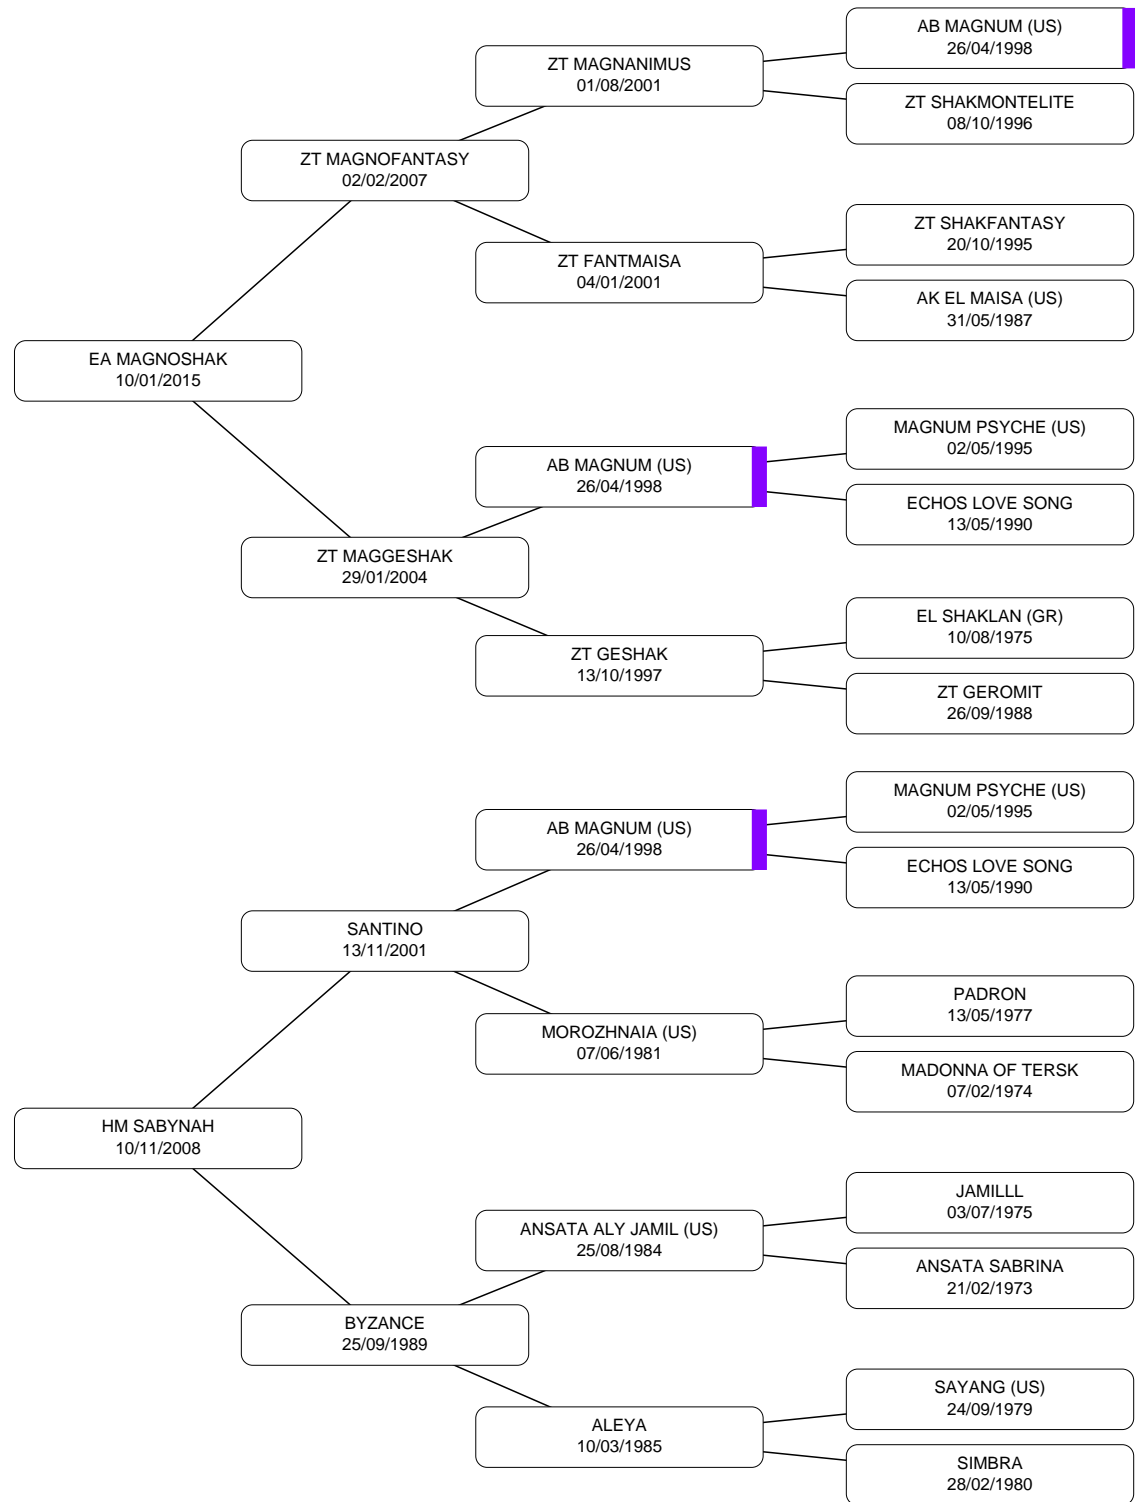 AB MAGNUM (US)
26/04/1998
ZT MAGNANIMUS
01/08/2001
ZT SHAKMONTELITE
08/10/1996
ZT MAGNOFANTASY
02/02/2007
ZT SHAKFANTASY
20/10/1995
ZT FANTMAISA
04/01/2001
AK EL MAISA (US)
31/05/1987
EA MAGNOSHAK
10/01/2015
MAGNUM PSYCHE (US)
02/05/1995
AB MAGNUM (US)
26/04/1998
ECHOS LOVE SONG
13/05/1990
ZT MAGGESHAK
29/01/2004
EL SHAKLAN (GR)
10/08/1975
ZT GESHAK
13/10/1997
ZT GEROMIT
26/09/1988
MAGNUM PSYCHE (US)
02/05/1995
AB MAGNUM (US)
26/04/1998
ECHOS LOVE SONG
13/05/1990
SANTINO
13/11/2001
PADRON
13/05/1977
MOROZHNAIA (US)
07/06/1981
MADONNA OF TERSK
07/02/1974
HM SABYNAH
10/11/2008
JAMILLL
03/07/1975
ANSATA ALY JAMIL (US)
25/08/1984
ANSATA SABRINA
21/02/1973
BYZANCE
25/09/1989
SAYANG (US)
24/09/1979
ALEYA
10/03/1985
SIMBRA
28/02/1980